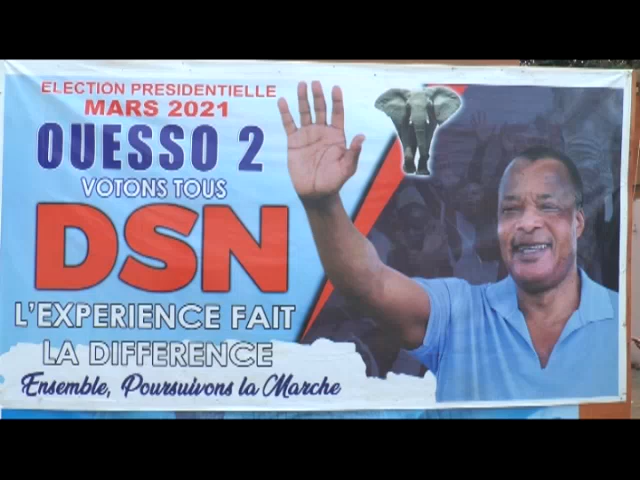 ELECTION PRESIDENTIELLE
MARS 2021
OUESSO 2
VOTONS TOUS
DSN
L'EXPERIENCE FAIT
LA DIFFERENCE
Ensemble, Poursuivons la Marche